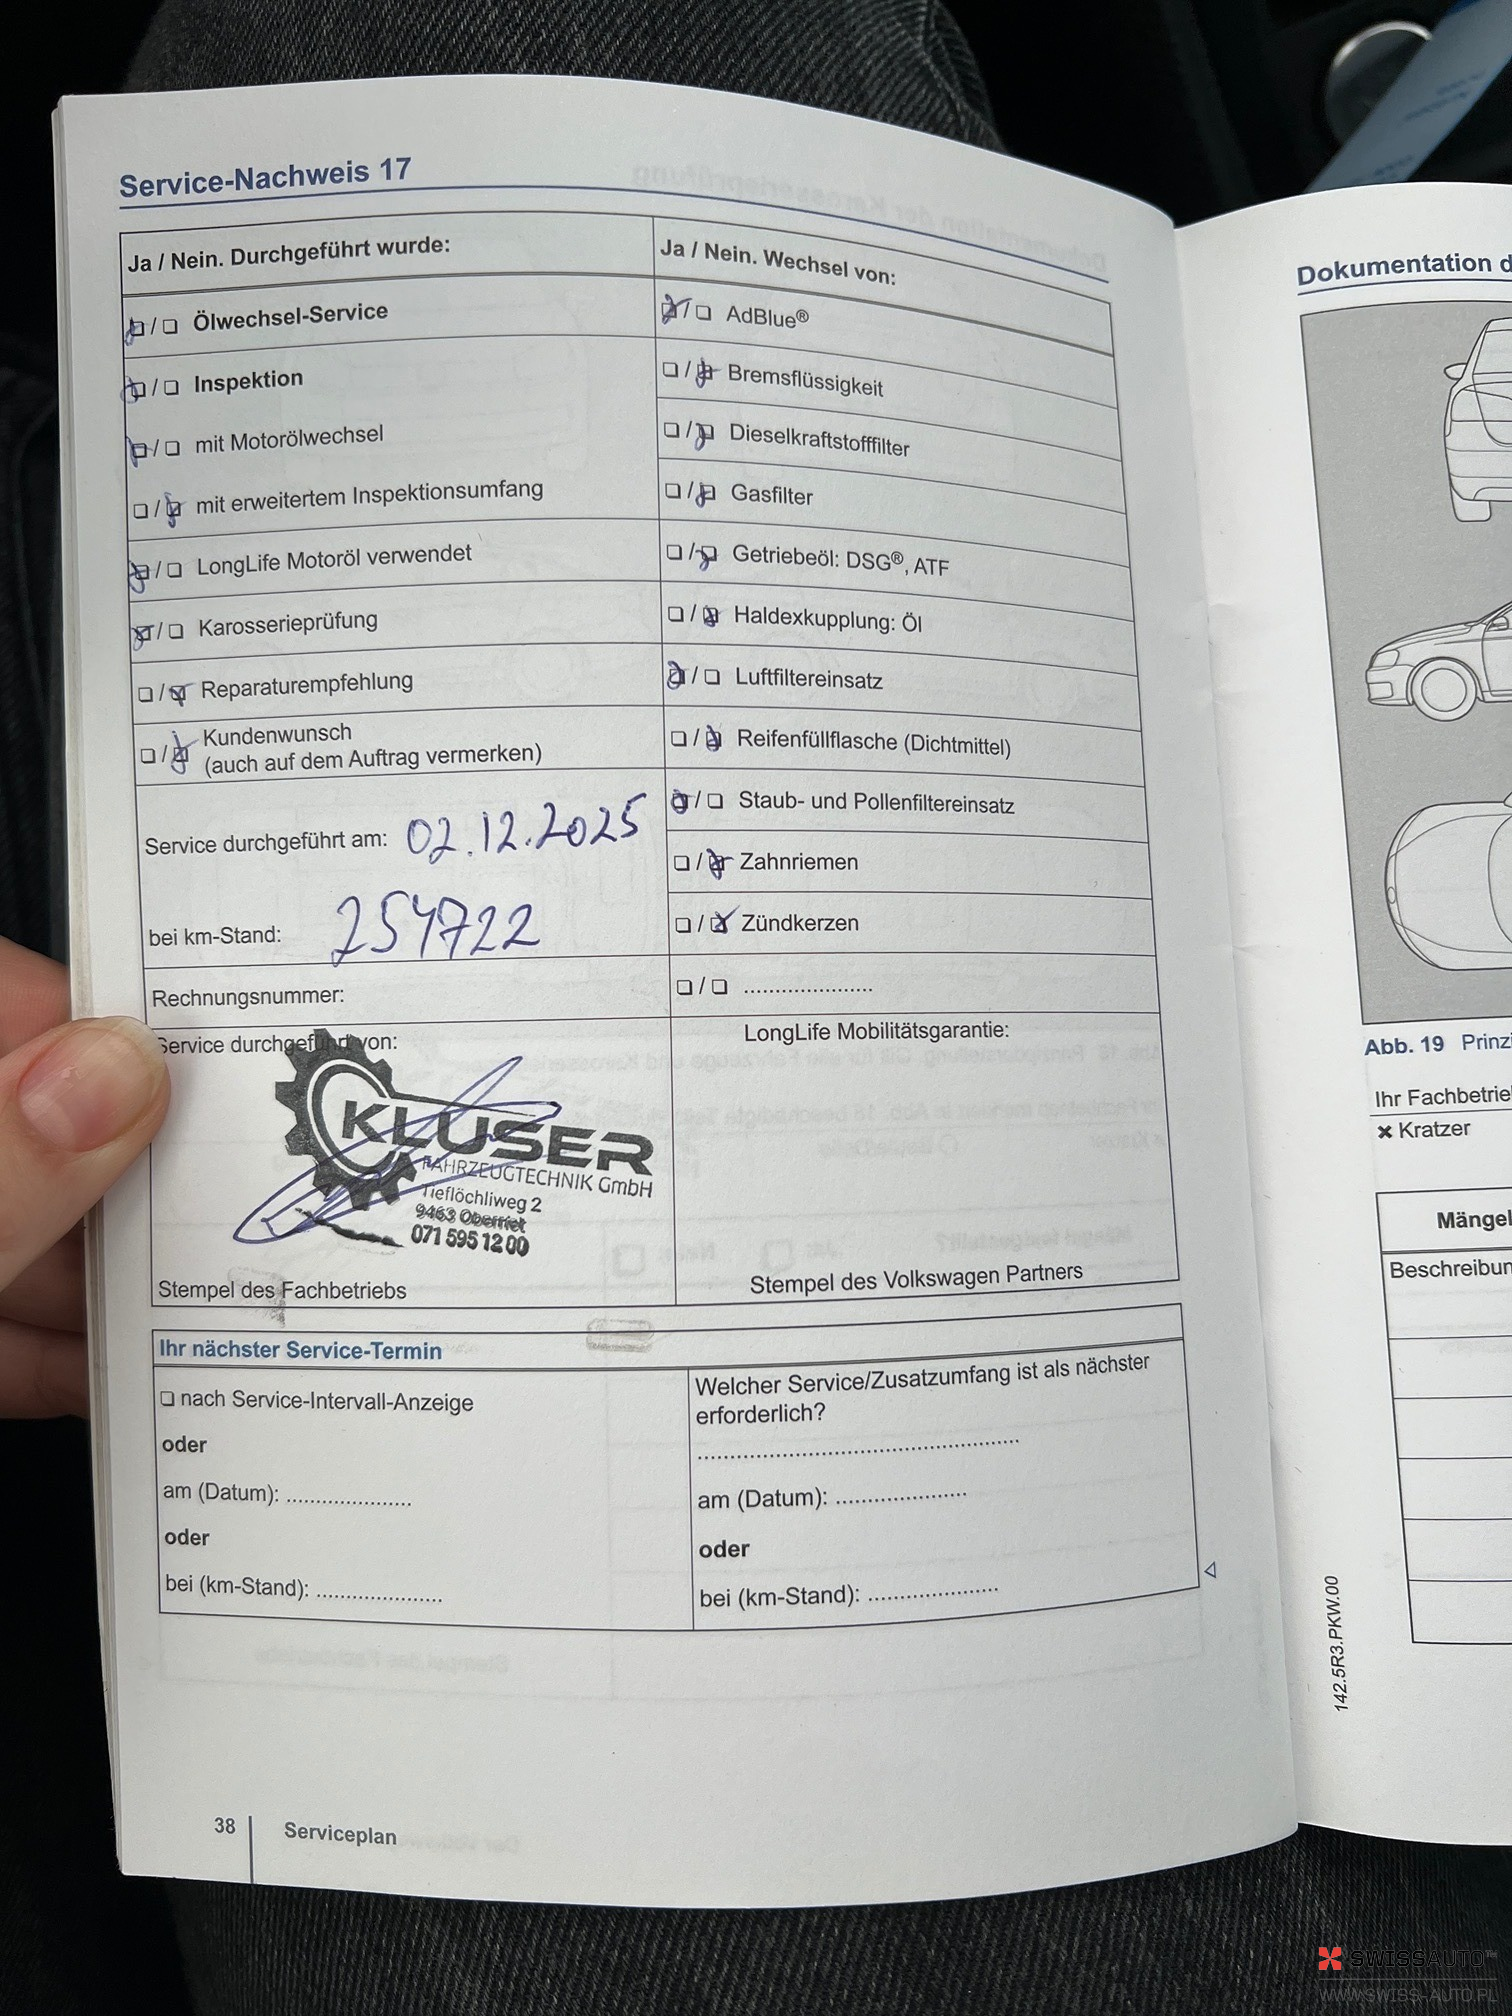 Service-Nachweis 17
Ja / Nein. Durchgeführt wurde:
❏ / ❏ Ölwechsel-Service
❏ / ❏ Inspektion
❏ / ❏ mit Motorölwechsel
❏ / ❏ mit erweitertem Inspektionsumfang
❏ / ❏ LongLife Motoröl verwendet
❏ / ❏ Karosserieprüfung
❏ / ❏ Reparaturempfehlung
❏ / ❏ Kundenwunsch
(auch auf dem Auftrag vermerken)
Service durchgeführt am: 02.12.2025
bei km-Stand: 254722
Rechnungsnummer:
Service durchgeführt von:
KLUSER
FAHRZEUGTECHNIK GmbH
Tieflöchliweg 2
9463 Oberriet
071 595 12 00
Stempel des Fachbetriebs
Ja / Nein. Wechsel von:
❏ / ❏ AdBlue®
❏ / ❏ Bremsflüssigkeit
❏ / ❏ Dieselkraftstofffilter
❏ / ❏ Gasfilter
❏ / ❏ Getriebeöl: DSG®, ATF
❏ / ❏ Haldexkupplung: Öl
❏ / ❏ Luftfiltereinsatz
❏ / ❏ Reifenfüllflasche (Dichtmittel)
❏ / ❏ Staub- und Pollenfiltereinsatz
❏ / ❏ Zahnriemen
❏ / ❏ Zündkerzen
❏ / ❏ ......................
LongLife Mobilitätsgarantie:
Stempel des Volkswagen Partners
Ihr nächster Service-Termin
❏ nach Service-Intervall-Anzeige
oder
am (Datum): .....................
oder
bei (km-Stand): .....................
Welcher Service/Zusatzumfang ist als nächster
erforderlich?
......................................................
am (Datum): ......................
oder
bei (km-Stand): ......................
38 Serviceplan
Dokumentation d
Abb. 19 Prinz
Ihr Fachbetrie
✖ Kratzer
Mängel
Beschreibun
142.5R3.PKW.00
SWISSAUTO™
WWW.SWISS-AUTO.PL